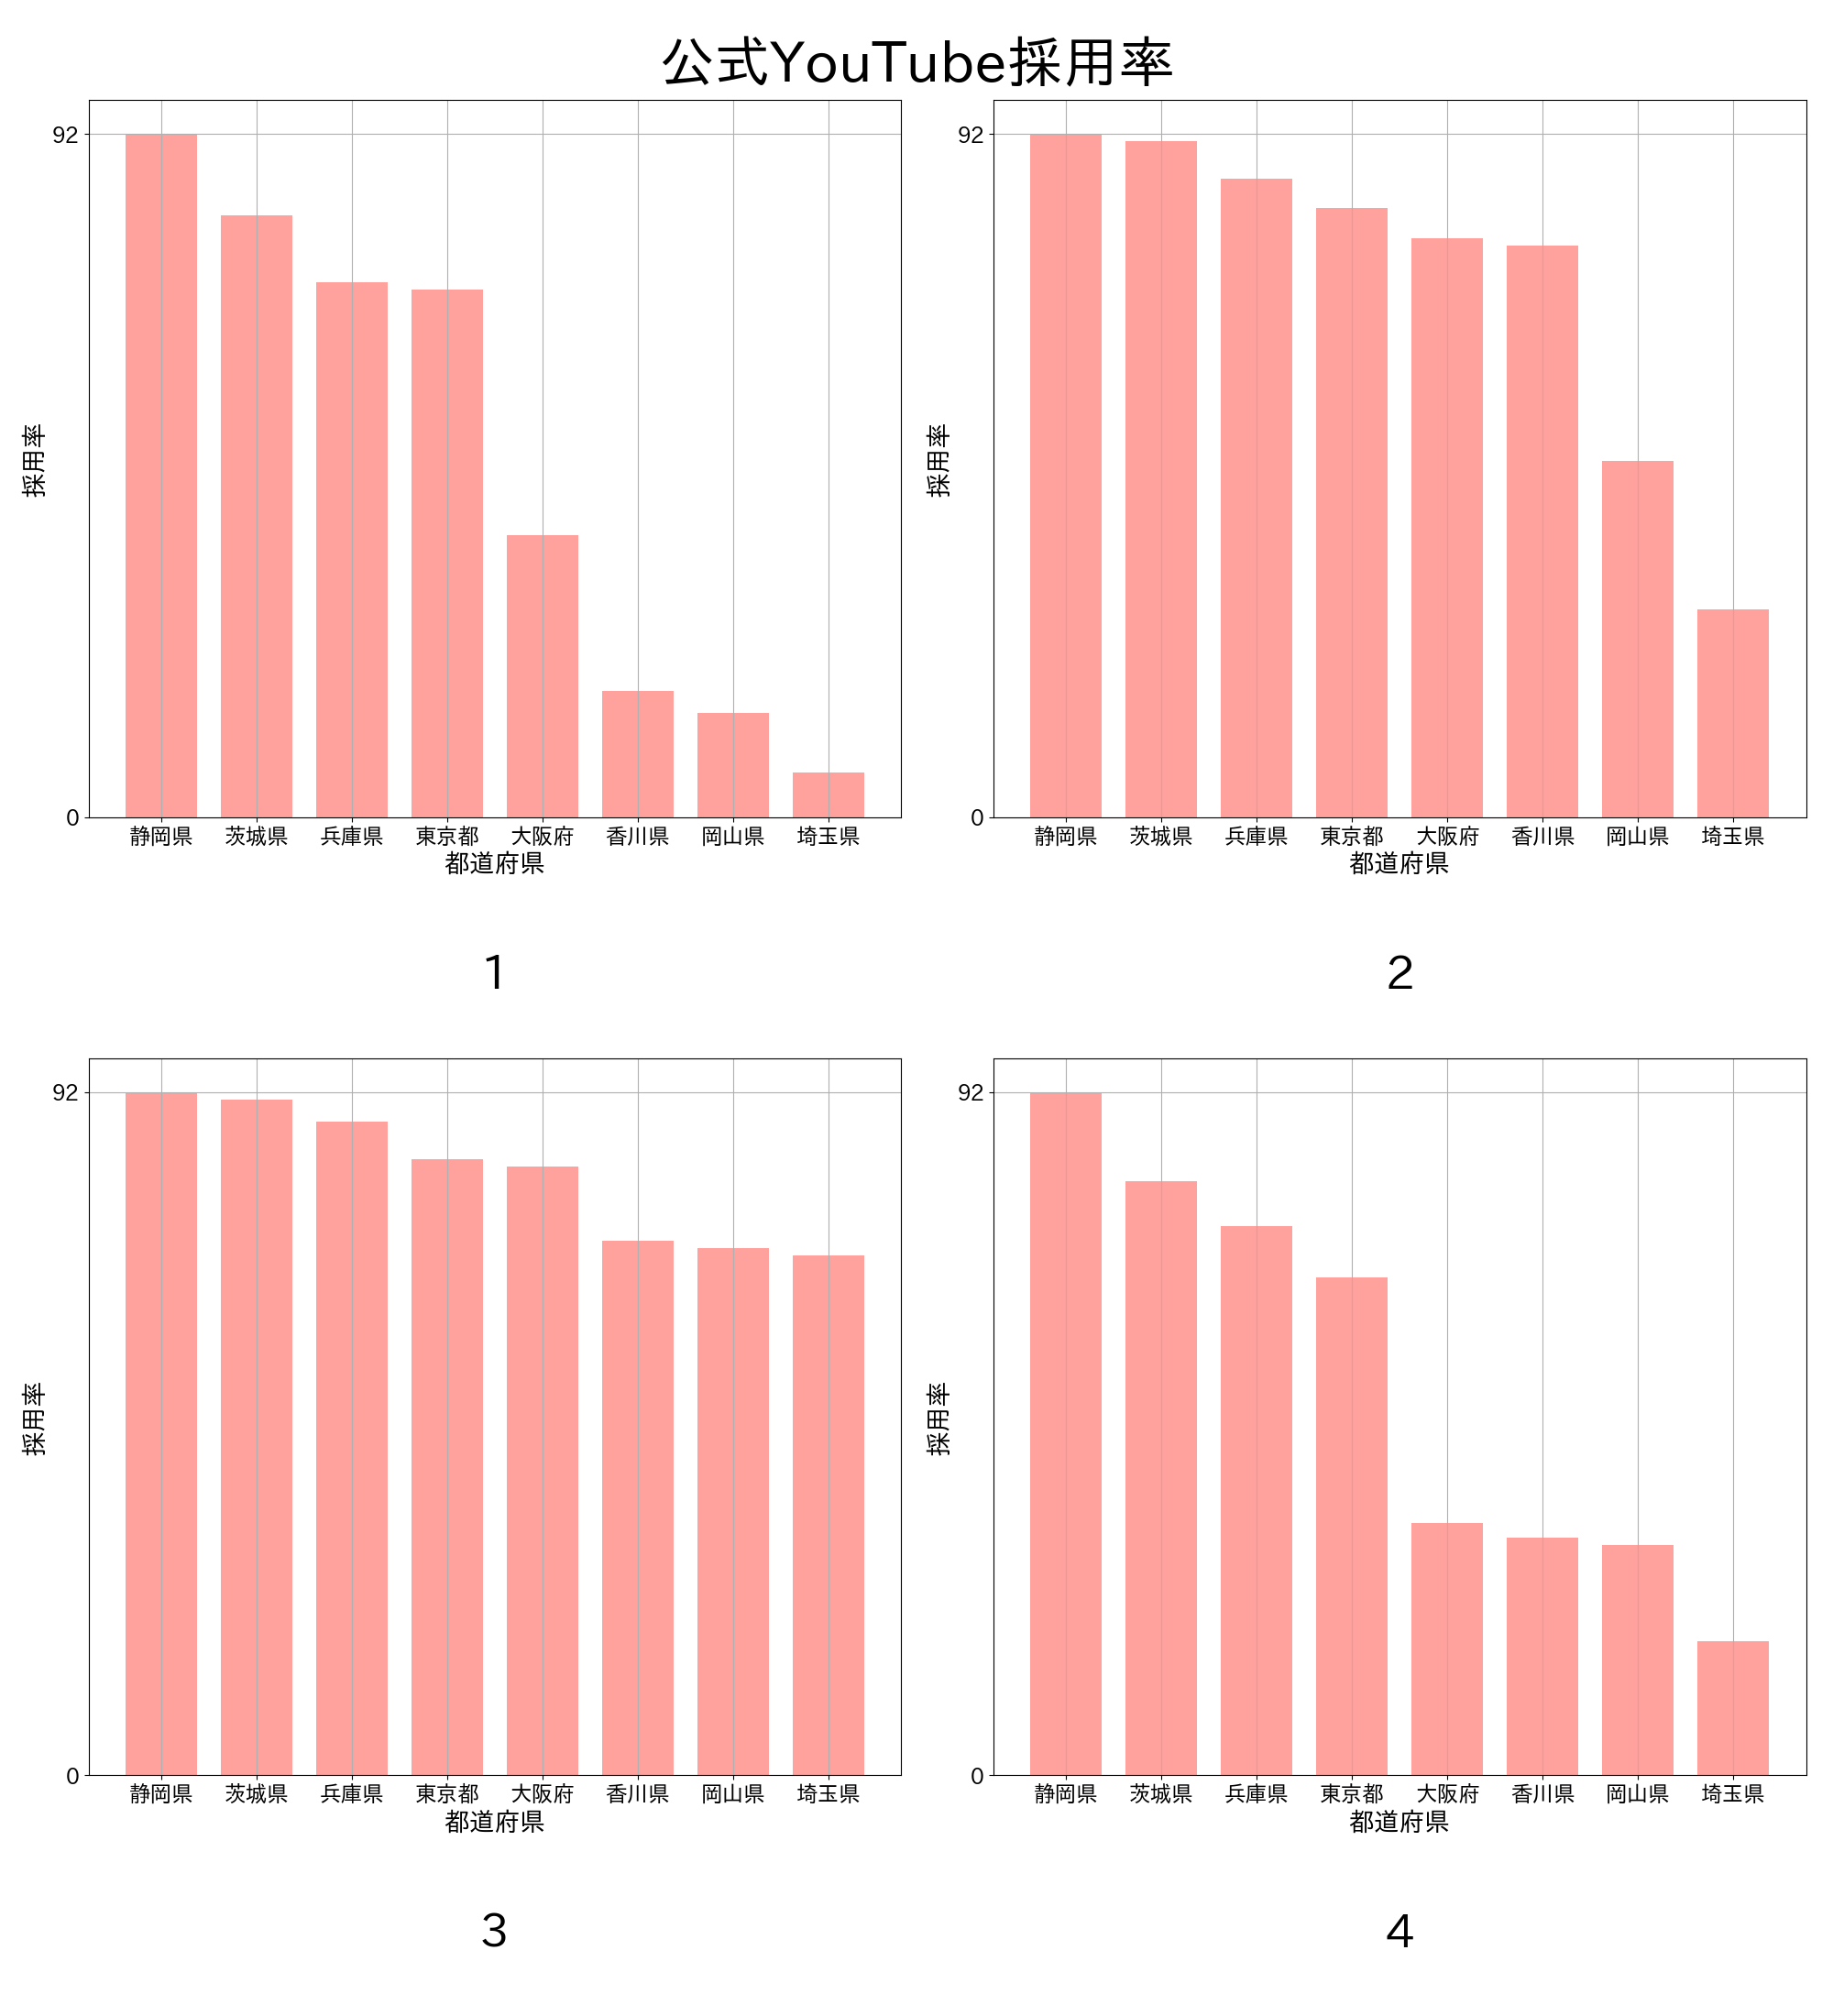 公式YouTube採用率
92
0
採用率
静岡県 茨城県 兵庫県 東京都 大阪府 香川県 岡山県 埼玉県
都道府県
1
92
0
採用率
静岡県 茨城県 兵庫県 東京都 大阪府 香川県 岡山県 埼玉県
都道府県
2
92
0
採用率
静岡県 茨城県 兵庫県 東京都 大阪府 香川県 岡山県 埼玉県
都道府県
3
92
0
採用率
静岡県 茨城県 兵庫県 東京都 大阪府 香川県 岡山県 埼玉県
都道府県
4